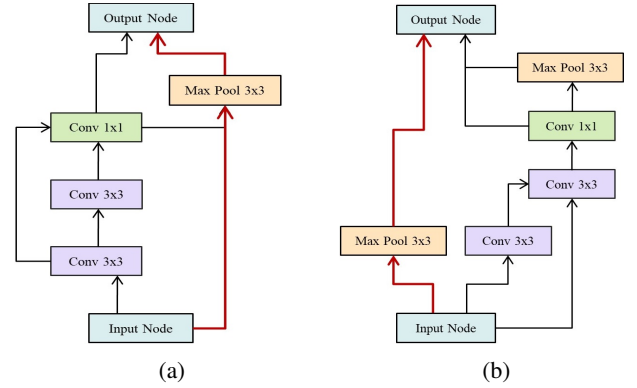 Output Node
Max Pool 3x3
Conv 1x1
Conv 3x3
Conv 3x3
Input Node
(a)
Output Node
Max Pool 3x3
Conv 1x1
Conv 3x3
Max Pool 3x3
Conv 3x3
Input Node
(b)